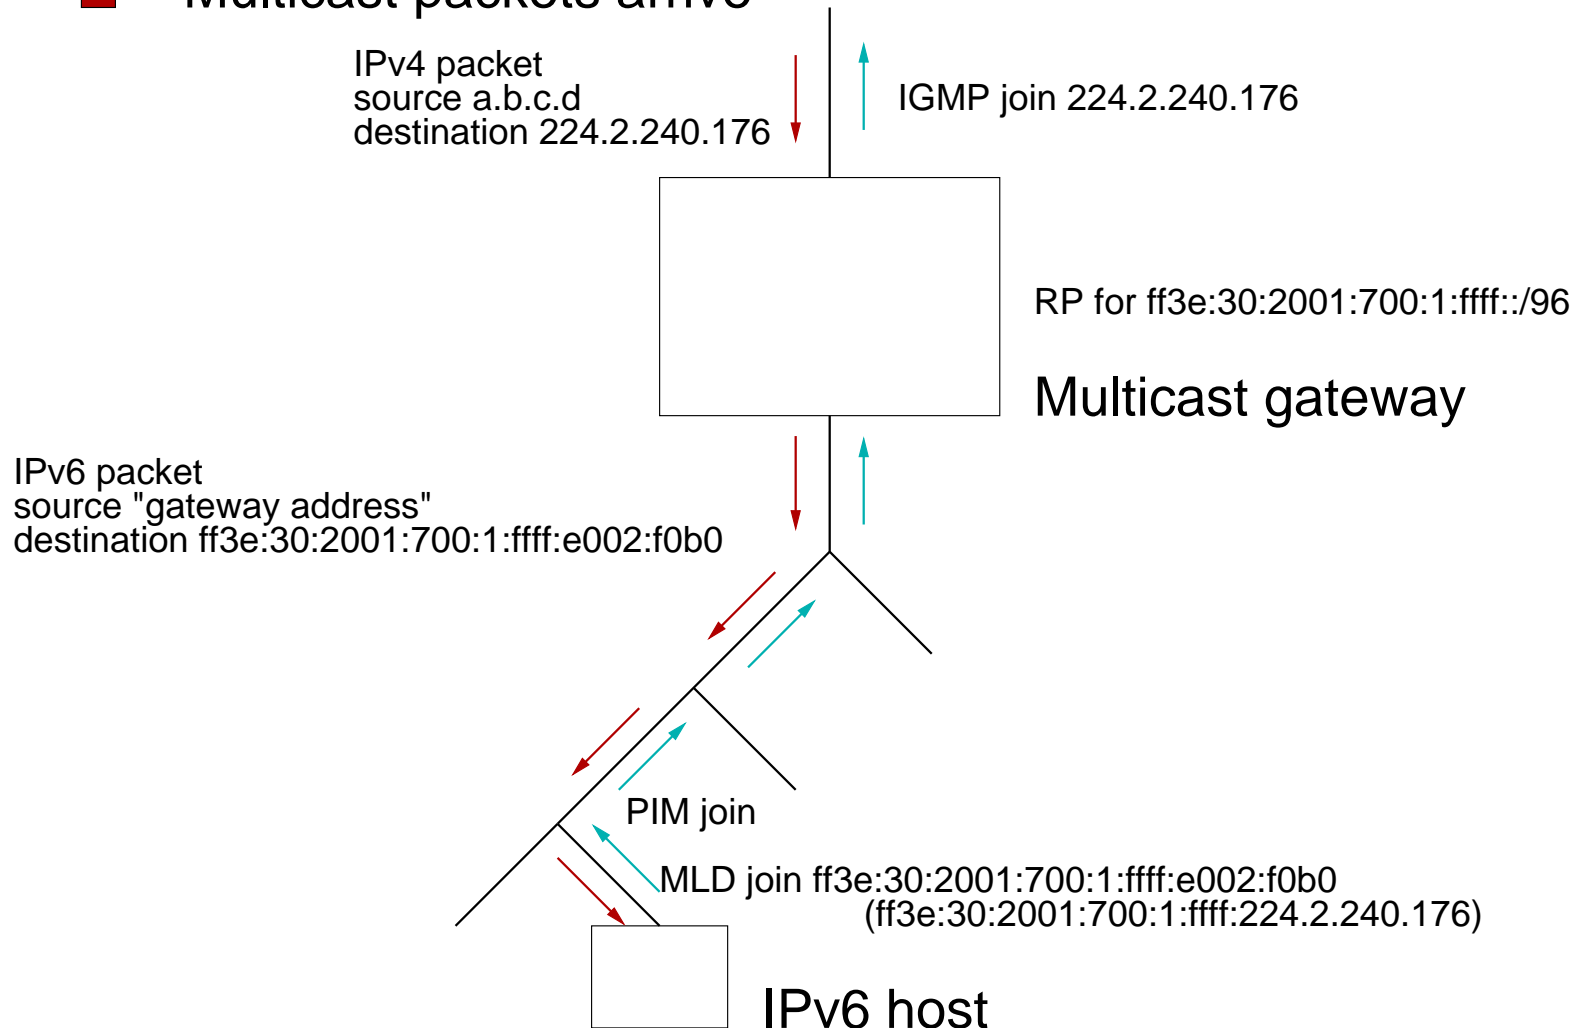 Multicast packets arrive
IPv4 packet
source a.b.c.d
destination 224.2.240.176
IGMP join 224.2.240.176
RP for ff3e:30:2001:700:1:ffff::/96
Multicast gateway
IPv6 packet
source "gateway address"
destination ff3e:30:2001:700:1:ffff:e002:f0b0
PIM join
MLD join ff3e:30:2001:700:1:ffff:e002:f0b0
(ff3e:30:2001:700:1:ffff:224.2.240.176)
IPv6 host